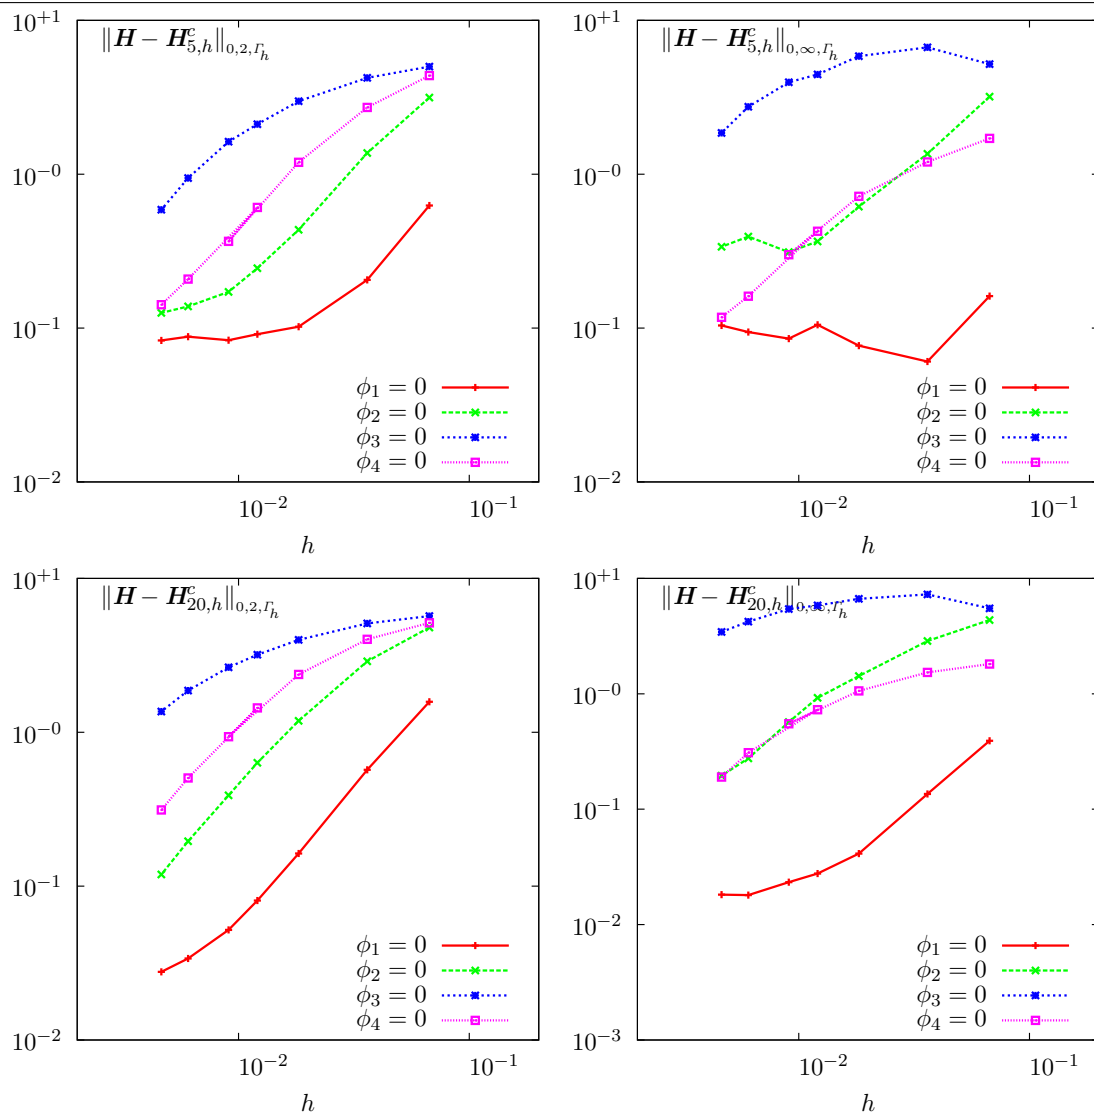 ‖H − H^c_{5,h}‖_{0,2,Γ_h}
10^{+1}
10^{−0}
10^{−1}
10^{−2}
ϕ_1 = 0
ϕ_2 = 0
ϕ_3 = 0
ϕ_4 = 0
10^{−2} 10^{−1}
h
‖H − H^c_{5,h}‖_{0,∞,Γ_h}
10^{+1}
10^{−0}
10^{−1}
10^{−2}
ϕ_1 = 0
ϕ_2 = 0
ϕ_3 = 0
ϕ_4 = 0
10^{−2} 10^{−1}
h
‖H − H^c_{20,h}‖_{0,2,Γ_h}
10^{+1}
10^{−0}
10^{−1}
10^{−2}
ϕ_1 = 0
ϕ_2 = 0
ϕ_3 = 0
ϕ_4 = 0
10^{−2} 10^{−1}
h
‖H − H^c_{20,h}‖_{0,∞,Γ_h}
10^{+1}
10^{−0}
10^{−1}
10^{−2}
10^{−3}
ϕ_1 = 0
ϕ_2 = 0
ϕ_3 = 0
ϕ_4 = 0
10^{−2} 10^{−1}
h